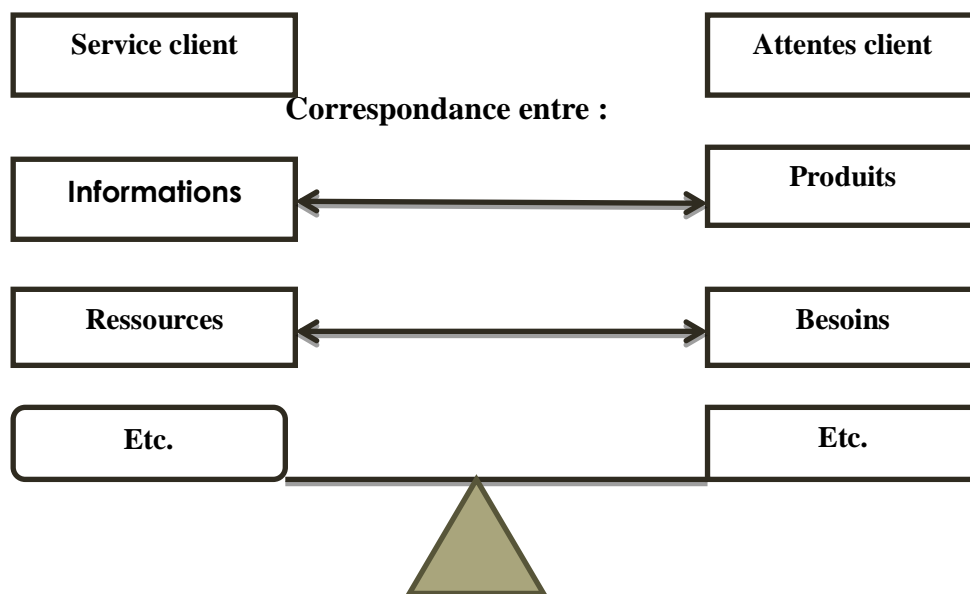 Service client
Attentes client
Correspondance entre :
Informations
Produits
Ressources
Besoins
Etc.
Etc.